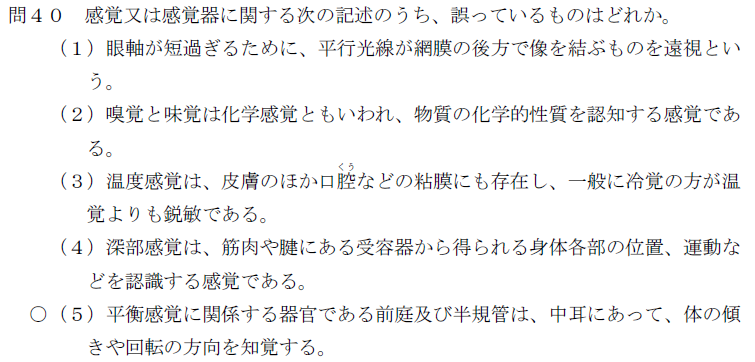 問４０　感覚又は感覚器に関する次の記述のうち、誤っているものはどれか。
（１）眼軸が短過ぎるために、平行光線が網膜の後方で像を結ぶものを遠視とい
う。
（２）嗅覚と味覚は化学感覚ともいわれ、物質の化学的性質を認知する感覚であ
る。
くう
（３）温度感覚は、皮膚のほか口腔などの粘膜にも存在し、一般に冷覚の方が温
覚よりも鋭敏である。
（４）深部感覚は、筋肉や腱にある受容器から得られる身体各部の位置、運動な
どを認識する感覚である。
○（５）平衡感覚に関係する器官である前庭及び半規管は、中耳にあって、体の傾
きや回転の方向を知覚する。